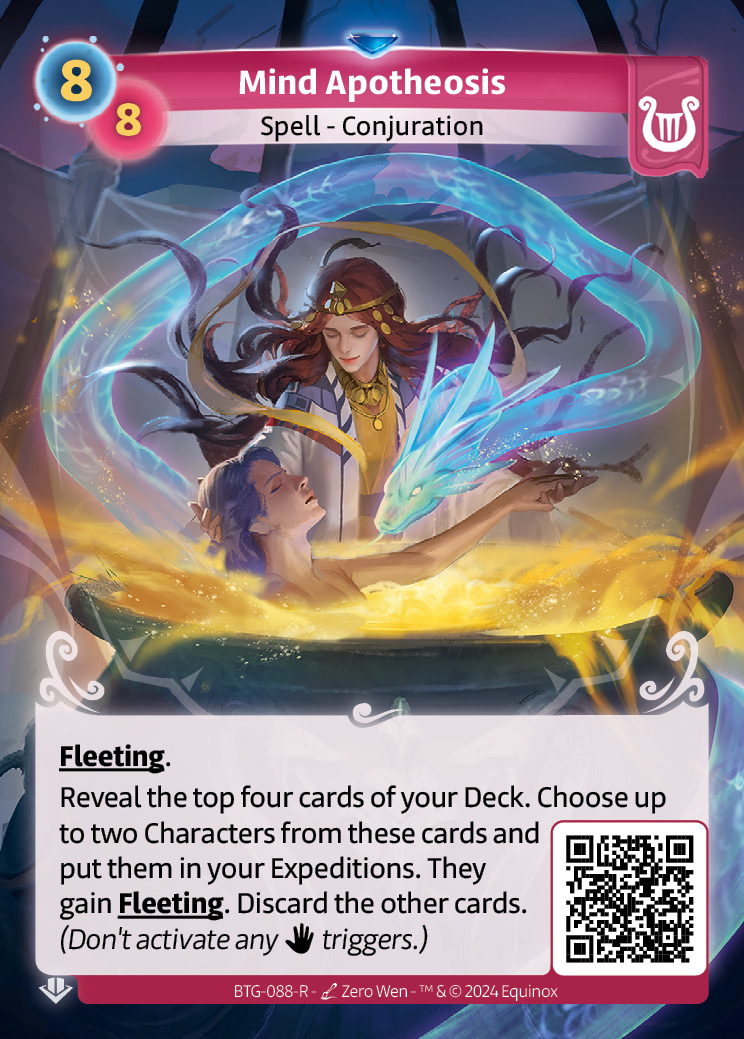 8
8
Mind Apotheosis
Spell - Conjuration
Fleeting.
Reveal the top four cards of your Deck. Choose up
to two Characters from these cards and
put them in your Expeditions. They
gain Fleeting. Discard the other cards.
(Don't activate any triggers.)
BTG-088-R - Zero Wen - ™ & © 2024 Equinox